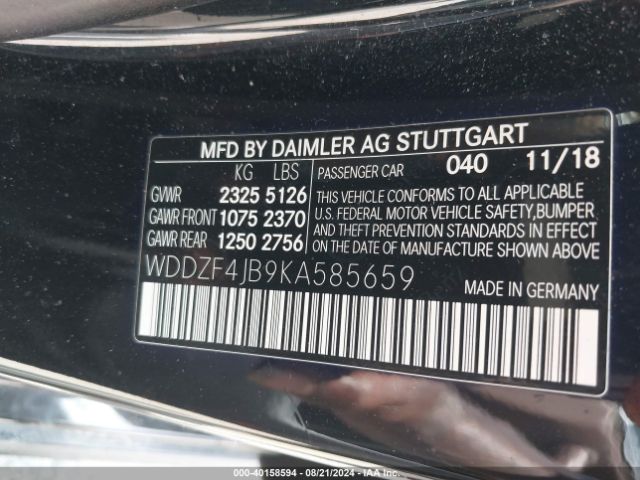 MFD BY DAIMLER AG STUTTGART
KG LBS
GVWR 2325 5126
GAWR FRONT 1075 2370
GAWR REAR 1250 2756
PASSENGER CAR 040 11/18
THIS VEHICLE CONFORMS TO ALL APPLICABLE
U.S. FEDERAL MOTOR VEHICLE SAFETY,BUMPER
AND THEFT PREVENTION STANDARDS IN EFFECT
ON THE DATE OF MANUFACTURE SHOWN ABOVE
WDDZF4JB9KA585659 MADE IN GERMANY
000-40158594 - 08/21/2024 - IAA Inc.